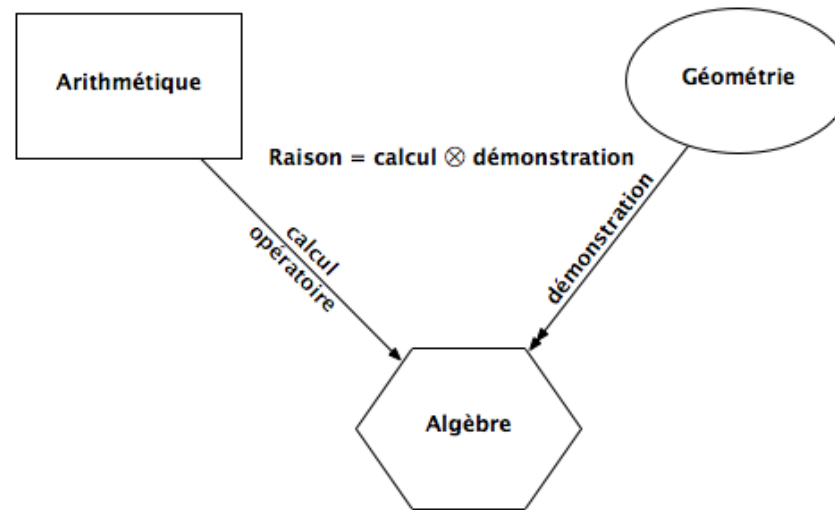 Arithmétique
Géométrie
Raison = calcul ⊗ démonstration
calcul
opératoire
démonstration
Algèbre